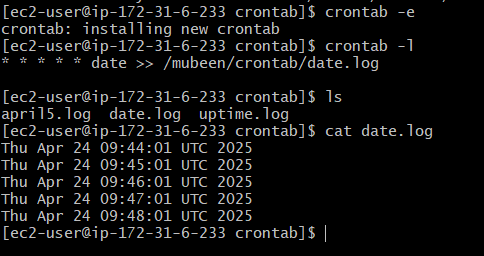 [ec2-user@ip-172-31-6-233 crontab]$ crontab -e
crontab: installing new crontab
[ec2-user@ip-172-31-6-233 crontab]$ crontab -l
* * * * * date >> /mubeen/crontab/date.log
[ec2-user@ip-172-31-6-233 crontab]$ ls
april5.log  date.log  uptime.log
[ec2-user@ip-172-31-6-233 crontab]$ cat date.log
Thu Apr 24 09:44:01 UTC 2025
Thu Apr 24 09:45:01 UTC 2025
Thu Apr 24 09:46:01 UTC 2025
Thu Apr 24 09:47:01 UTC 2025
Thu Apr 24 09:48:01 UTC 2025
[ec2-user@ip-172-31-6-233 crontab]$